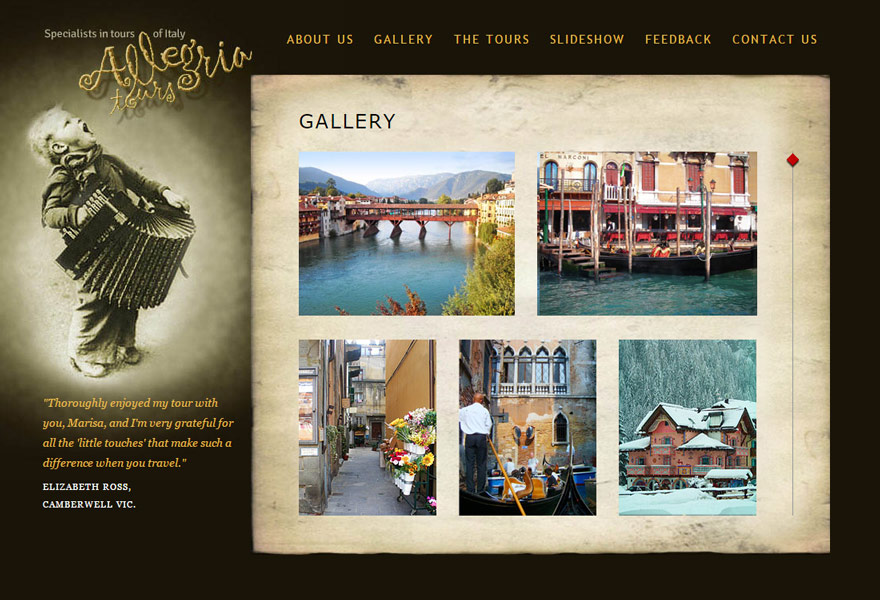 Specialists in tours of Italy
Allegria
tours
ABOUT US GALLERY THE TOURS SLIDESHOW FEEDBACK CONTACT US
GALLERY
MARCONI
"Thoroughly enjoyed my tour with
you, Marisa, and I'm very grateful for
all the 'little touches' that make such a
difference when you travel."
ELIZABETH ROSS,
CAMBERWELL VIC.